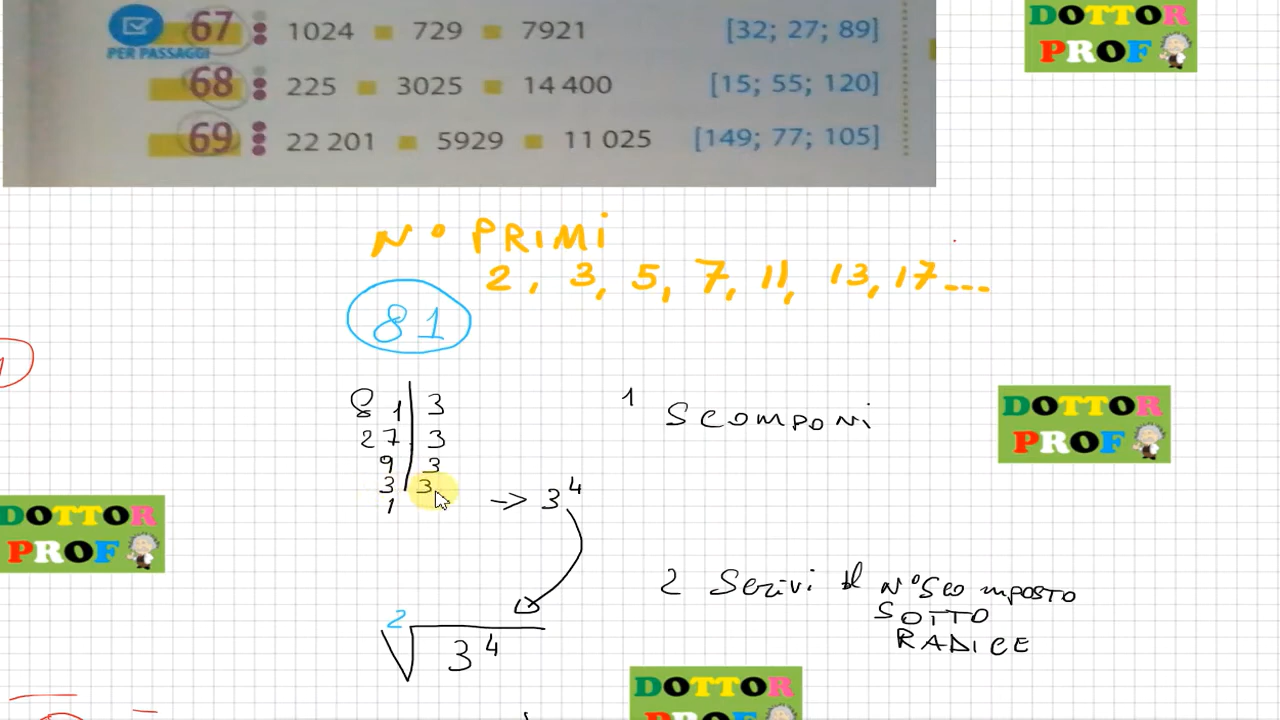 DOTTOR
PROF
67 1024 729 7921 [32; 27; 89]
PER PASSAGGI
68 225 3025 14 400 [15; 55; 120]
69 22 201 5929 11 025 [149; 77; 105]
N° PRIMI
2, 3, 5, 7, 11, 13, 17...
81
81 3
27 3
9 3
3 3
1
-> 3^4
1 SCOMPONI
DOTTOR
PROF
DOTTOR
PROF
2 Scrivi il N° Scomposto
SOTTO
RADICE
2
√3^4
DOTTOR
PROF